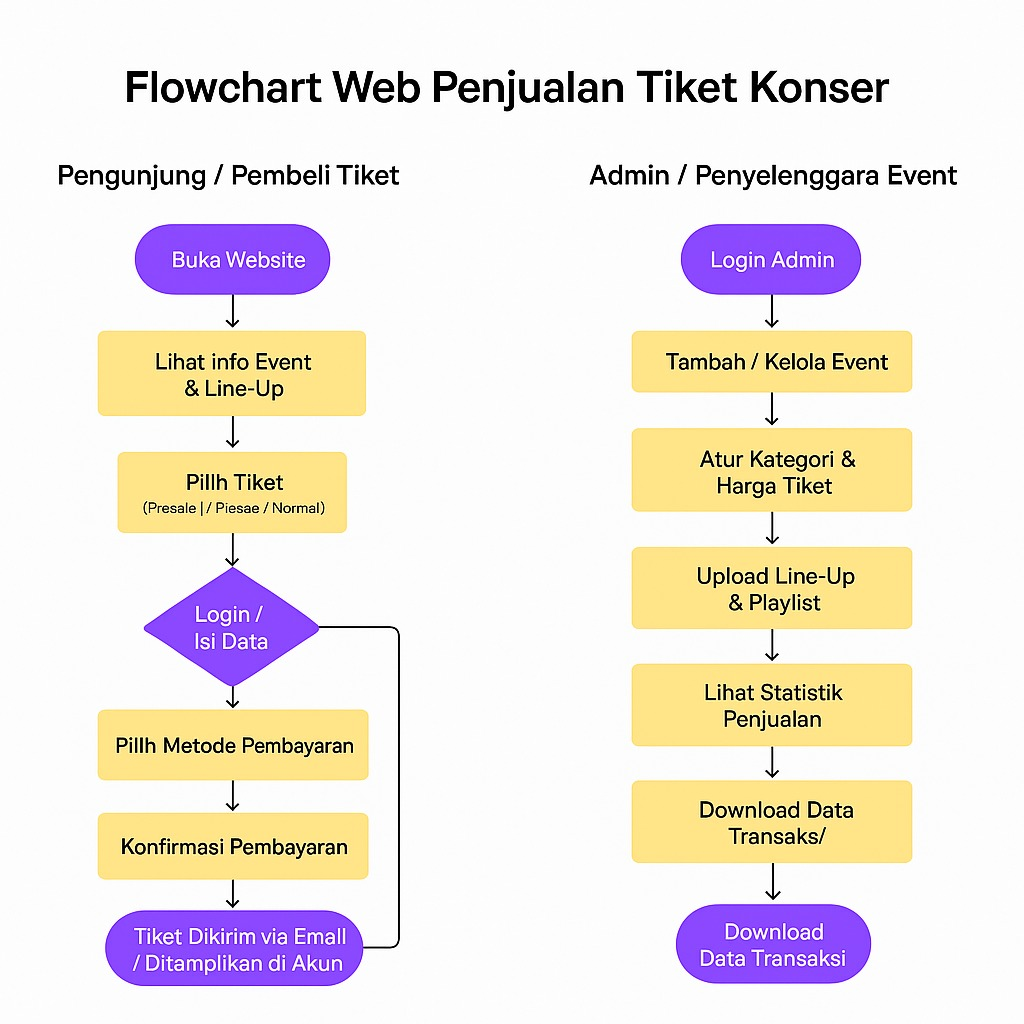 Flowchart Web Penjualan Tiket Konser
Pengunjung / Pembeli Tiket
Buka Website
Lihat info Event
& Line-Up
Pillh Tiket
(Presale | / Piesae / Normal)
Login /
Isi Data
Pillh Metode Pembayaran
Konfirmasi Pembayaran
Tiket Dikirim via Emall
/ Ditamplikan di Akun
Admin / Penyelenggara Event
Login Admin
Tambah / Kelola Event
Atur Kategori &
Harga Tiket
Upload Line-Up
& Playlist
Lihat Statistik
Penjualan
Download Data
Transaks/
Download
Data Transaksi